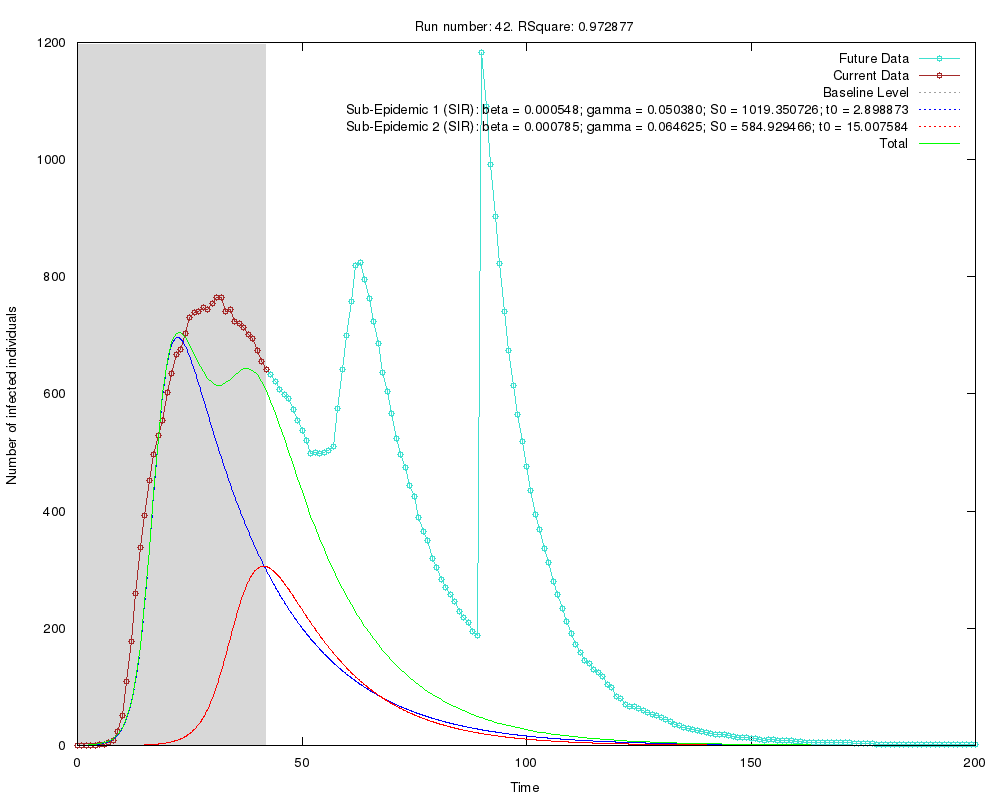 Run number: 42. RSquare: 0.972877
1200
1000
800
600
400
200
0
Number of infected individuals
Future Data
Current Data
Baseline Level
Sub-Epidemic 1 (SIR): beta = 0.000548; gamma = 0.050380; S0 = 1019.350726; t0 = 2.898873
Sub-Epidemic 2 (SIR): beta = 0.000785; gamma = 0.064625; S0 = 584.929466; t0 = 15.007584
Total
0 50 100 150 200
Time